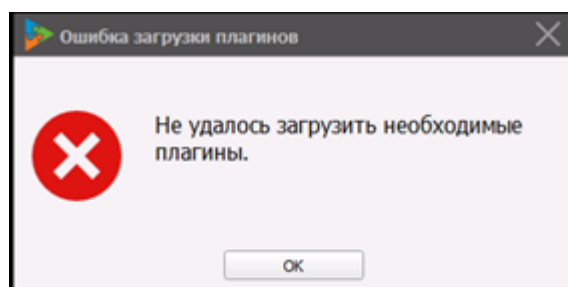 Ошибка загрузки плагинов
Не удалось загрузить необходимые
плагины.
ОК